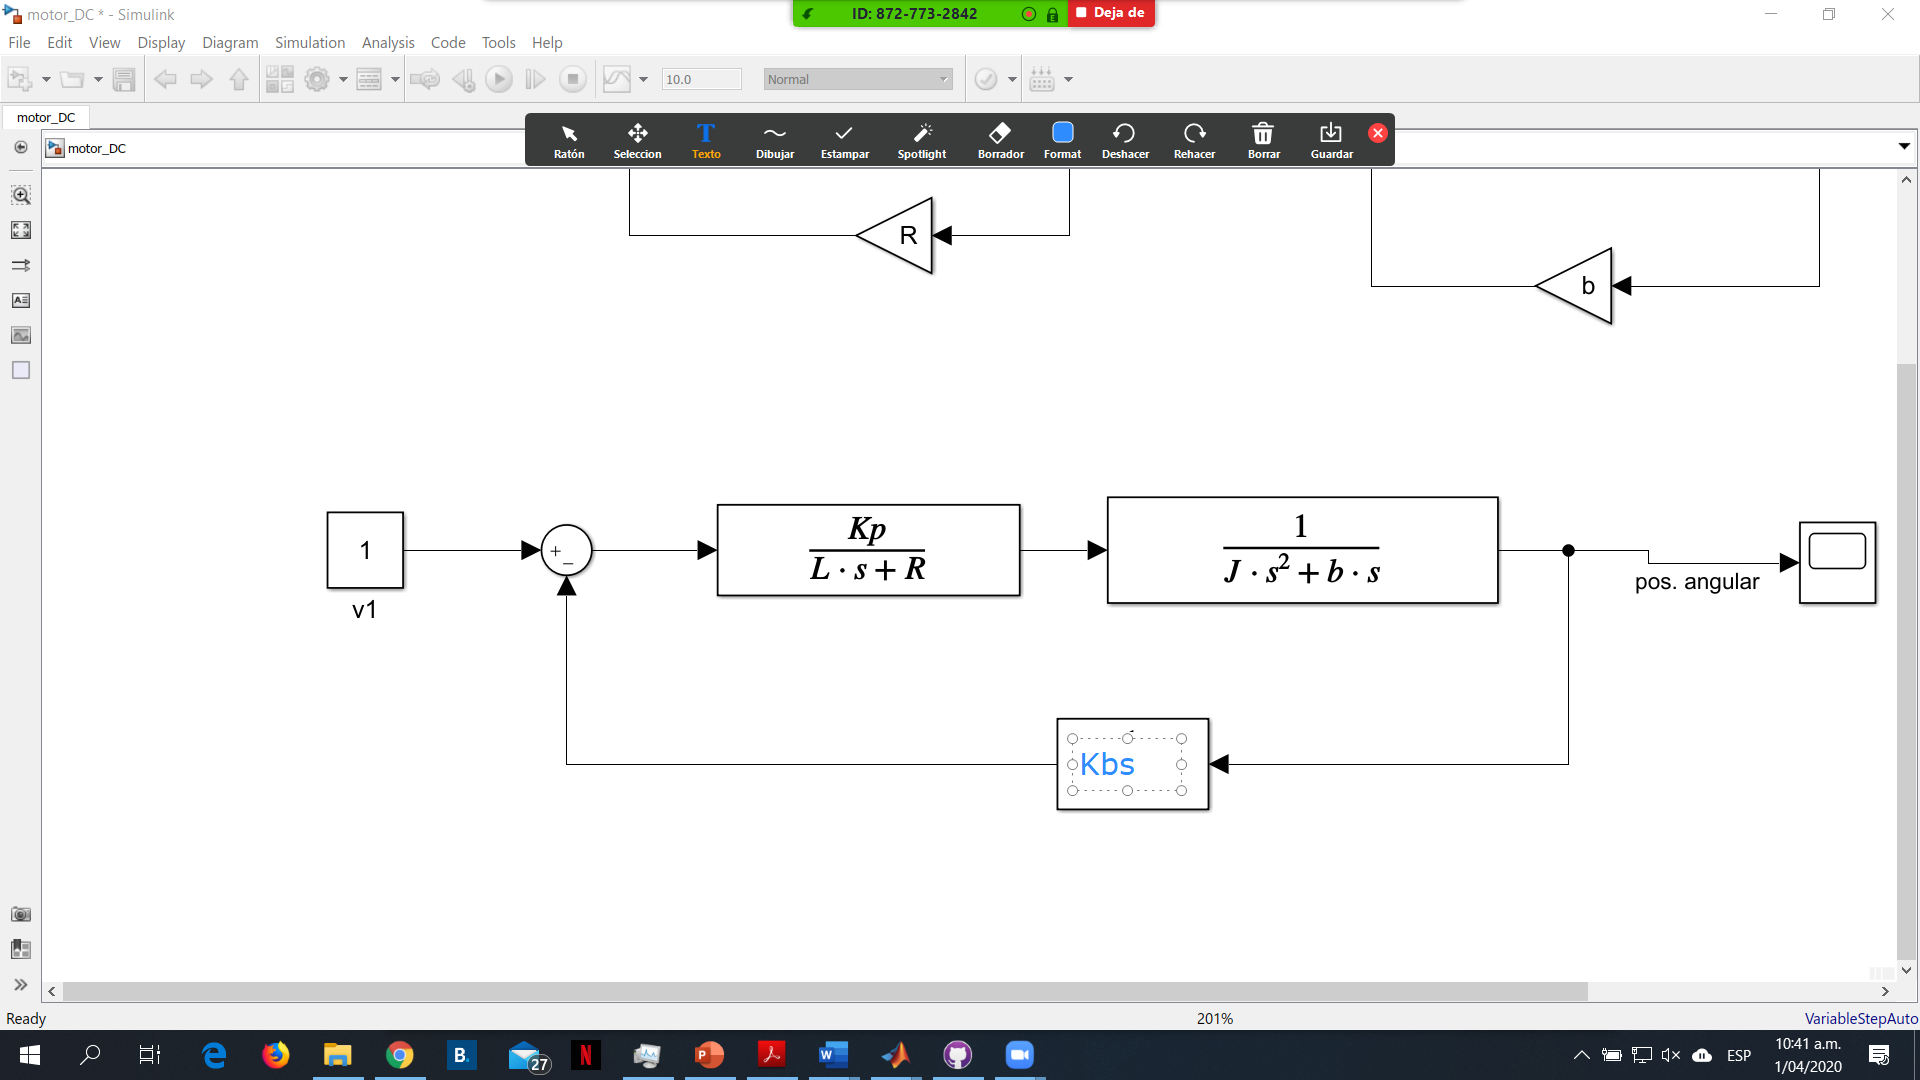 motor_DC * - Simulink
ID: 872-773-2842
Deja de
File Edit View Display Diagram Simulation Analysis Code Tools Help
10.0
Normal
motor_DC
motor_DC
Ratón Seleccion Texto Dibujar Estampar Spotlight Borrador Format Deshacer Rehacer Borrar Guardar
R
b
1
v1
+
−
Kp
L · s + R
1
J · s² + b · s
pos. angular
Kbs
Ready
201%
VariableStepAuto
27
ESP
10:41 a.m.
1/04/2020